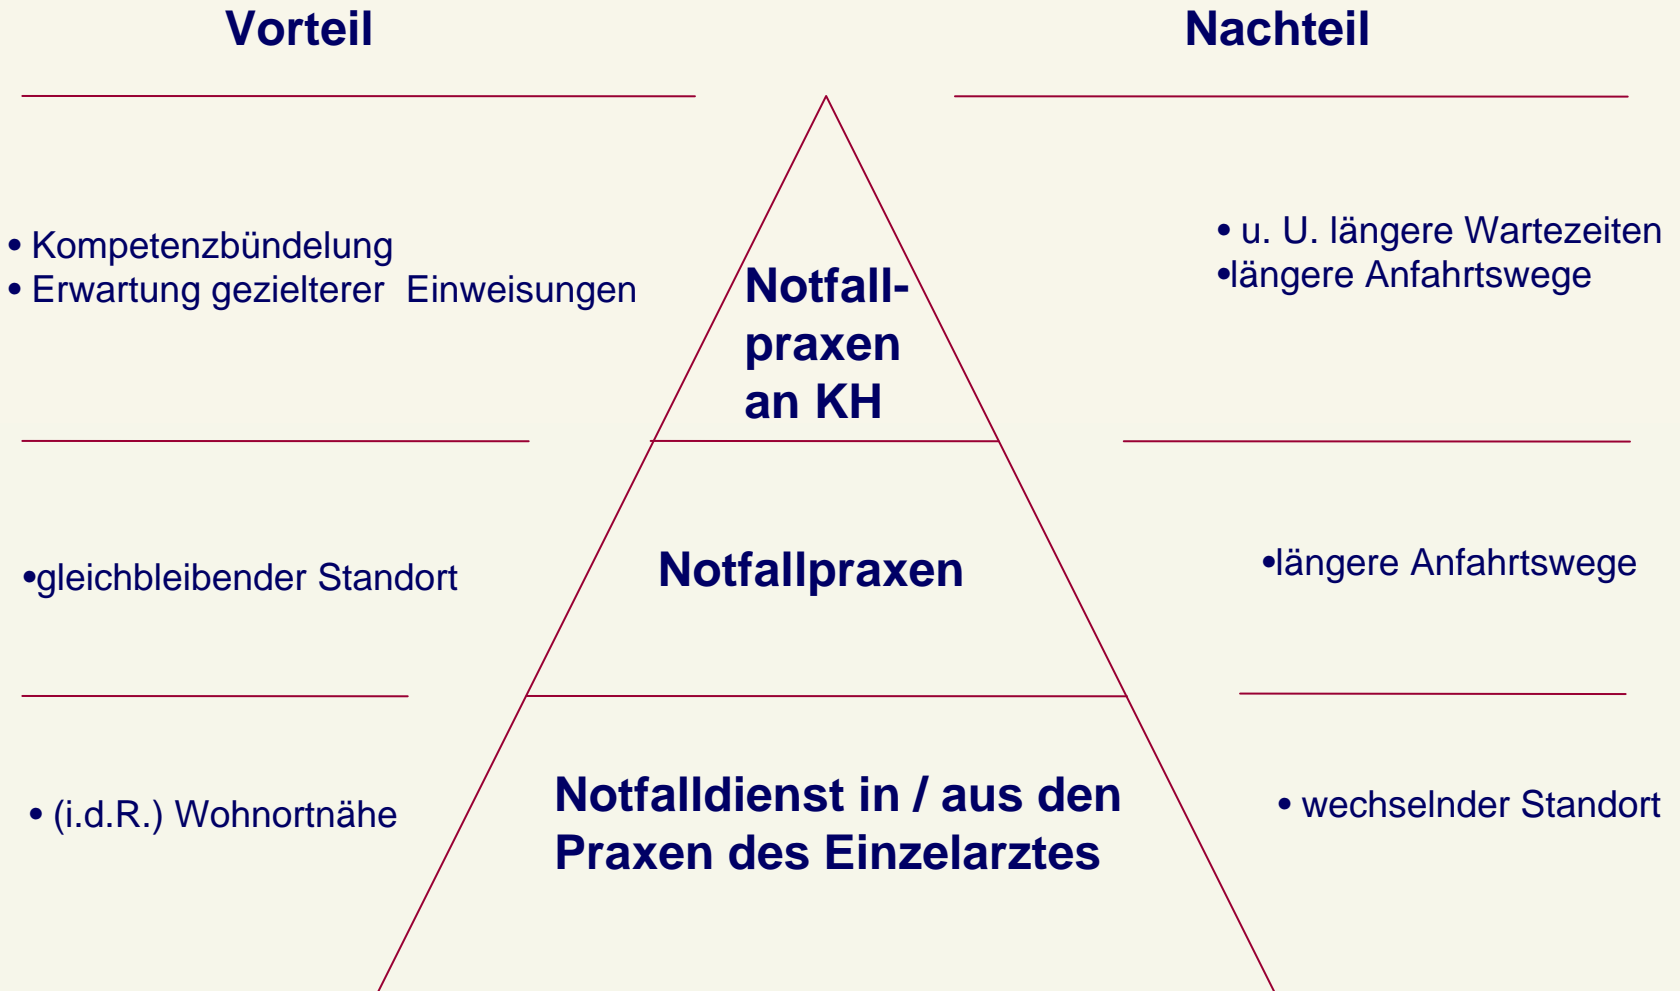 Vorteil
Nachteil
• Kompetenzbündelung
• Erwartung gezielterer Einweisungen
Notfall-
praxen
an KH
• u. U. längere Wartezeiten
•längere Anfahrtswege
•gleichbleibender Standort
Notfallpraxen
•längere Anfahrtswege
• (i.d.R.) Wohnortnähe
Notfalldienst in / aus den
Praxen des Einzelarztes
• wechselnder Standort